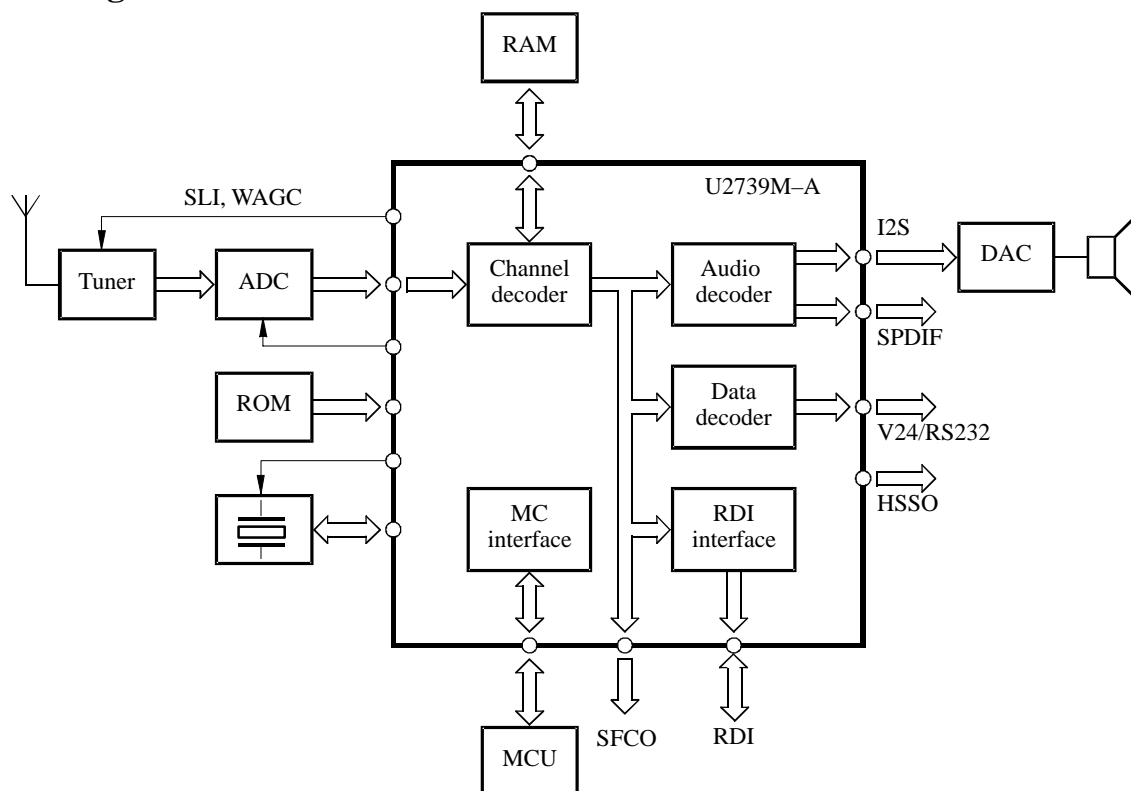 RAM
U2739M–A
SLI, WAGC
I2S
Tuner
ADC
Channel
decoder
Audio
decoder
DAC
SPDIF
ROM
Data
decoder
V24/RS232
HSSO
MC
interface
RDI
interface
SFCO
RDI
MCU